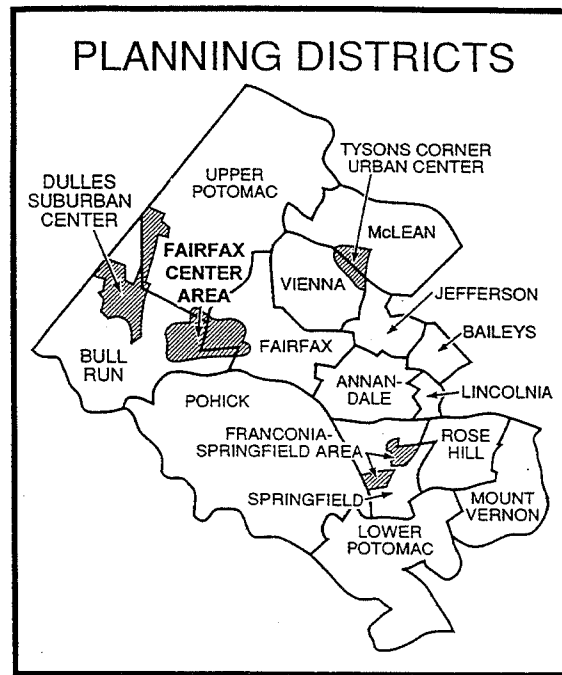 PLANNING DISTRICTS
UPPER
POTOMAC
TYSONS CORNER
URBAN CENTER
DULLES
SUBURBAN
CENTER
McLEAN
FAIRFAX
CENTER
AREA
VIENNA
JEFFERSON
BAILEYS
FAIRFAX
BULL
RUN
ANNAN-
DALE
LINCOLNIA
POHICK
FRANCONIA-
SPRINGFIELD AREA
ROSE
HILL
SPRINGFIELD
MOUNT
VERNON
LOWER
POTOMAC